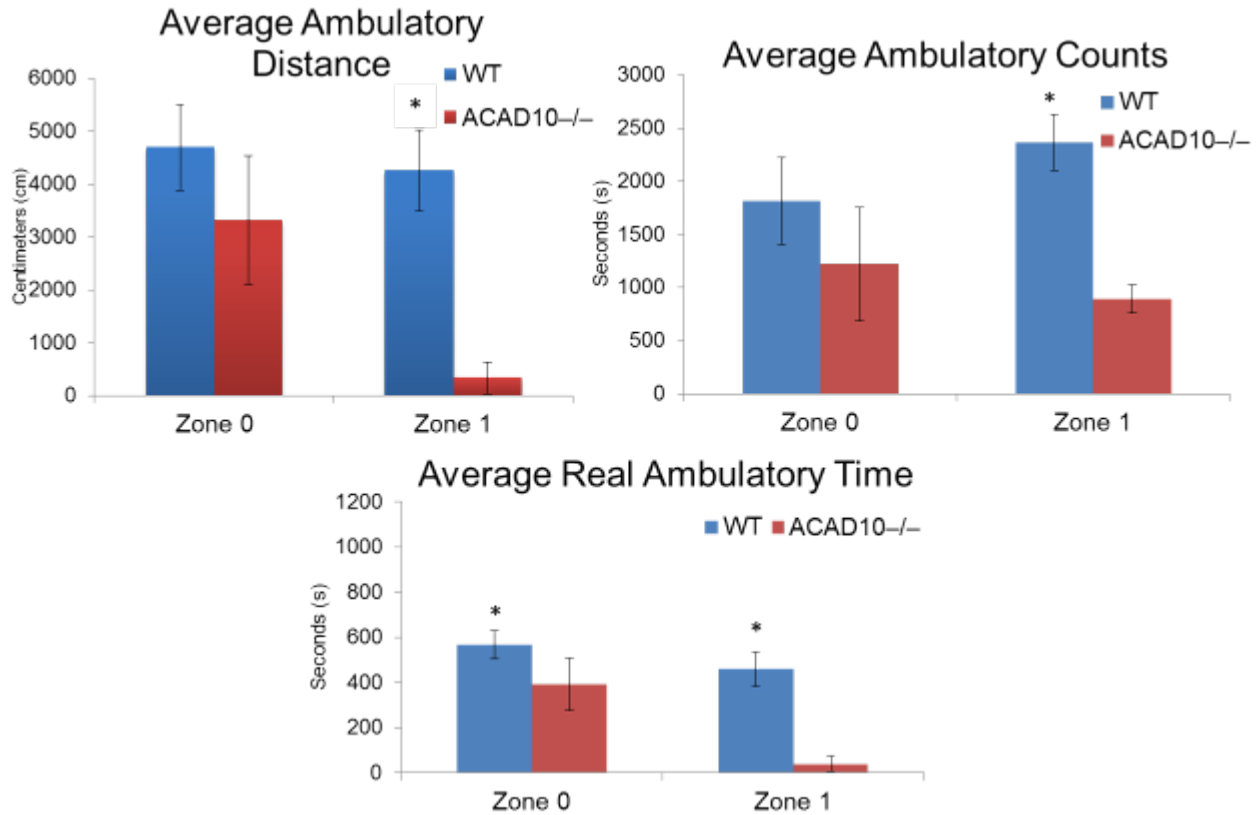 Average Ambulatory
Distance
WT
ACAD10–/–
*
Centimeters (cm)
6000
5000
4000
3000
2000
1000
0
Zone 0 Zone 1
Average Ambulatory Counts
WT
ACAD10–/–
*
Seconds (s)
3000
2500
2000
1500
1000
500
0
Zone 0 Zone 1
Average Real Ambulatory Time
WT ACAD10–/–
*
*
Seconds (s)
1200
1000
800
600
400
200
0
Zone 0 Zone 1